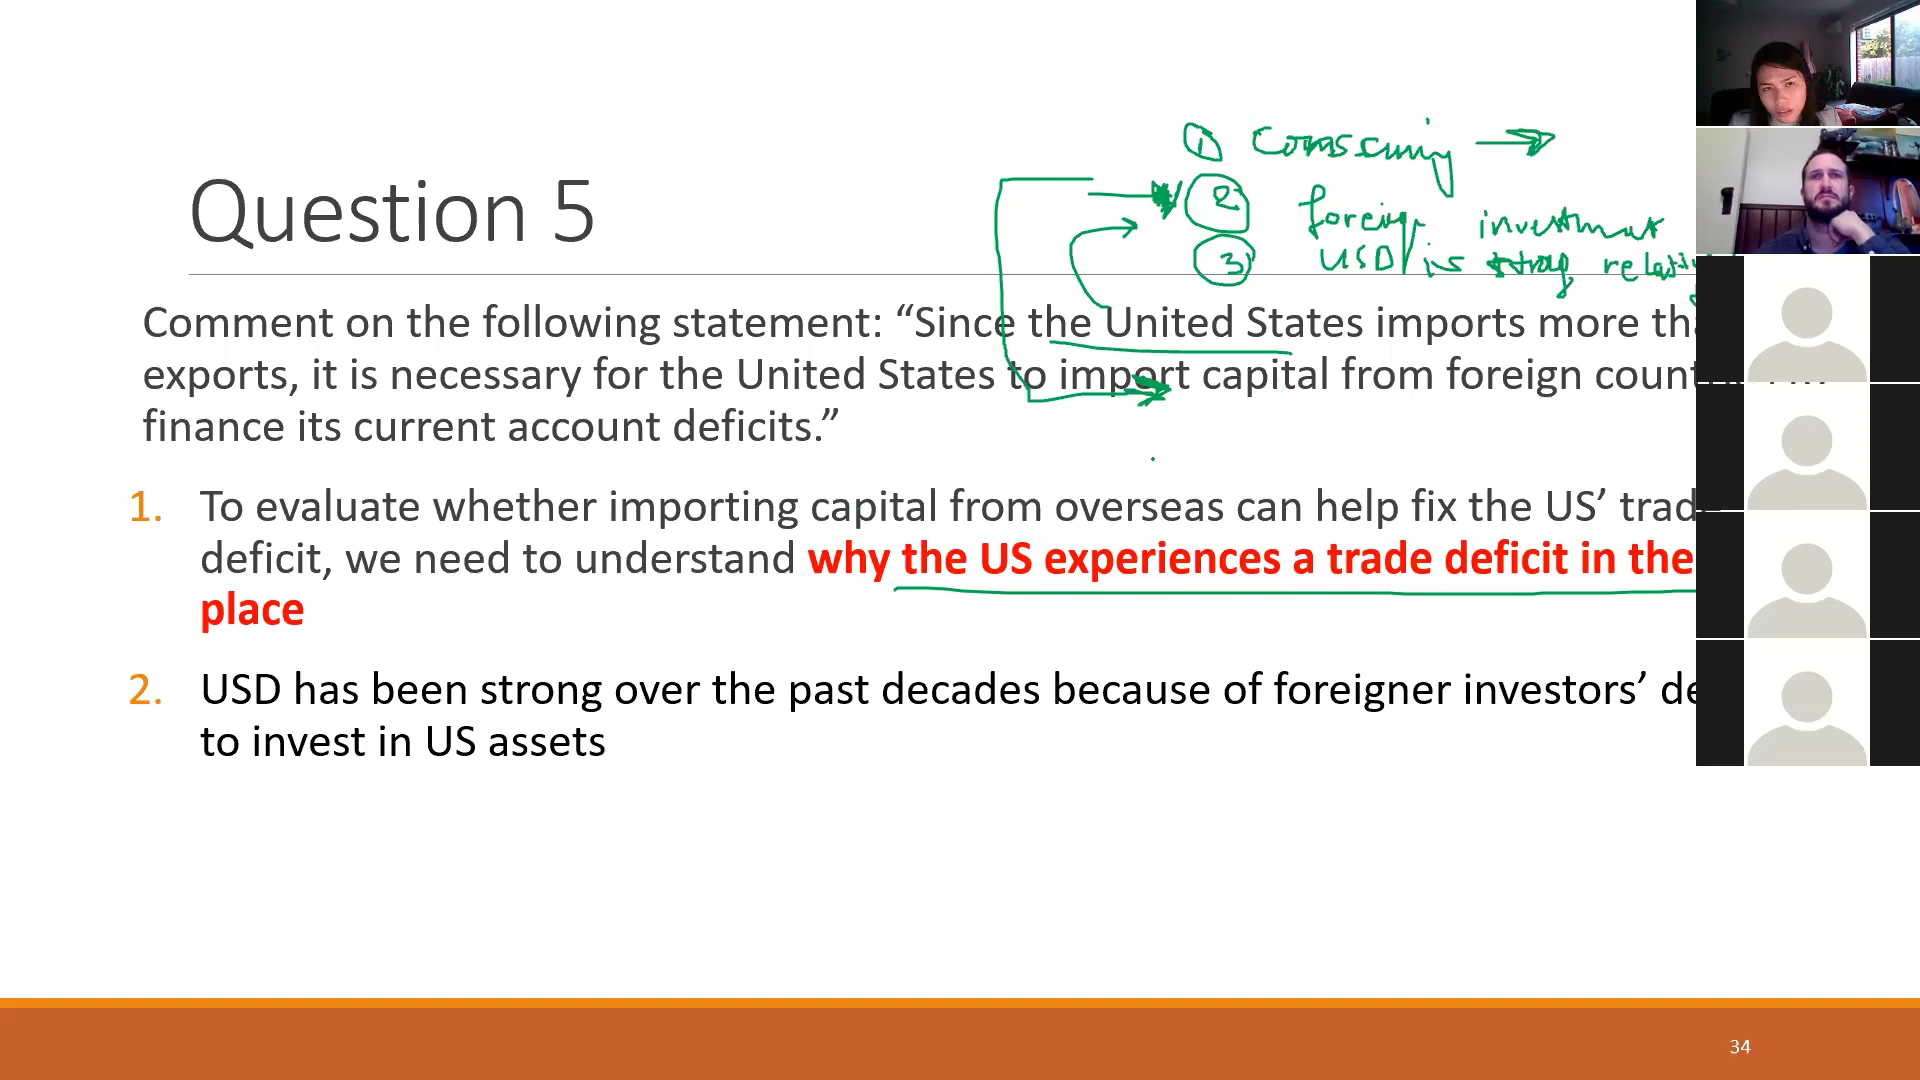 ① Consuming →
② foreign investment
③ USD is strong relati
Question 5
Comment on the following statement: “Since the United States imports more tha
exports, it is necessary for the United States to import capital from foreign count
finance its current account deficits.”
1. To evaluate whether importing capital from overseas can help fix the US’ trad
deficit, we need to understand why the US experiences a trade deficit in the
place
2. USD has been strong over the past decades because of foreigner investors’ de
to invest in US assets
34